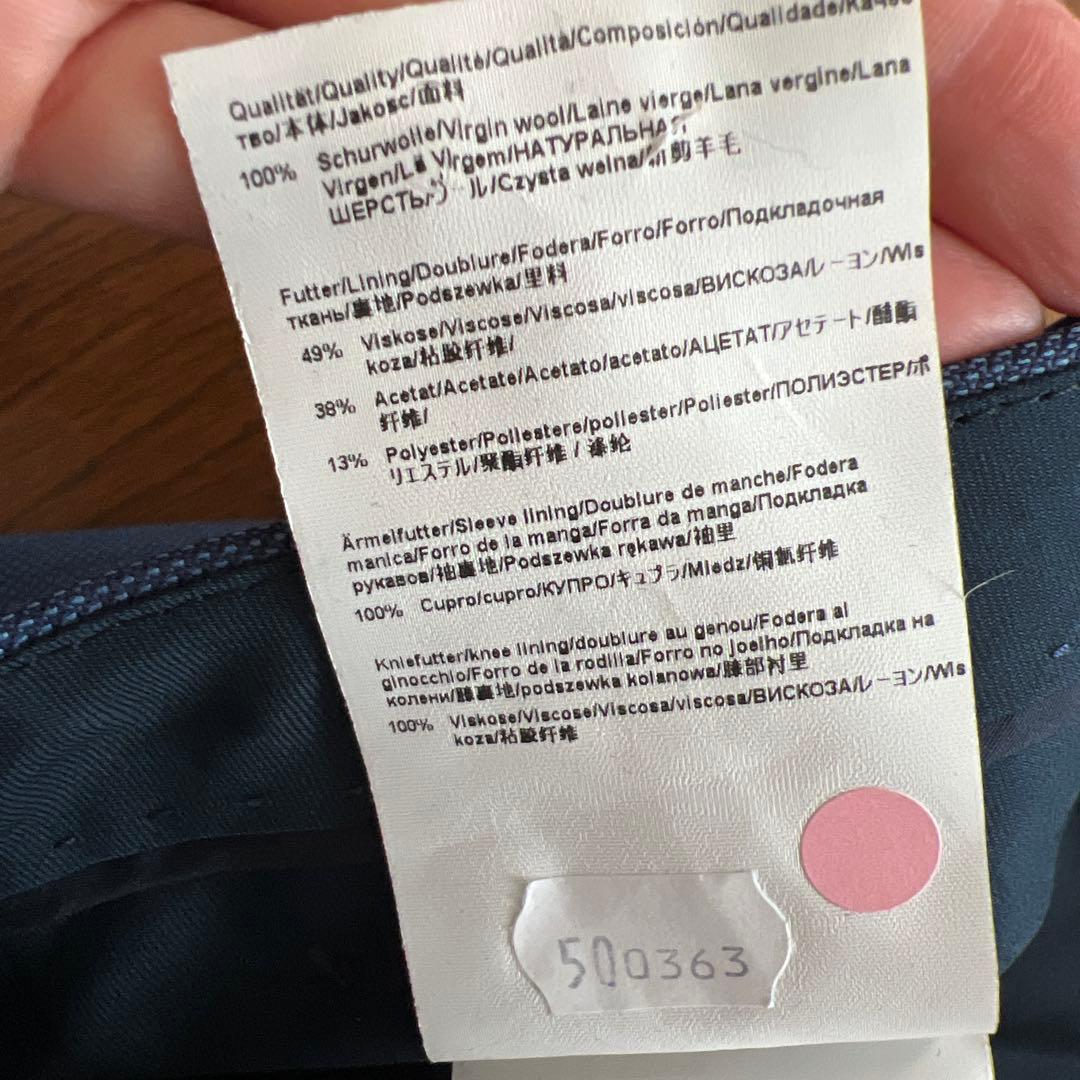 Qualität/Quality/Qualité/Qualità/Composición/Qualidade/Каче
тво/本体/Jakosc/面料
100% Schurwolle/Virgin wool/Laine vierge/Lana vergine/Lana
Virgen/Lã Virgem/НАТУРАЛЬНАЯ
ШЕРСТЬ/ウール/Czysta welna/新剪羊毛
Futter/Lining/Doublure/Fodera/Forro/Forro/Подкладочная
ткань/裏地/Podszewka/里料
49% Viskose/Viscose/Viscosa/viscosa/ВИСКОЗА/レーヨン/Wis
koza/粘胶纤维/
38% Acetat/Acetate/Acetato/acetato/АЦЕТАТ/アセテート/醋酯
纤维/
13% Polyester/Poliestere/poliester/Poliester/ПОЛИЭСТЕР/ポ
リエステル/聚酯纤维 / 涤纶
Ärmelfutter/Sleeve lining/Doublure de manche/Fodera
manica/Forro de la manga/Forra da manga/Подкладка
рукавов/袖裏地/Podszewka rękawa/袖里
100% Cupro/cupro/КУПРО/キュプラ/Miedz/铜氨纤维
Kniefutter/knee lining/doublure au genou/Fodera al
ginocchio/Forro de la rodilla/Forro no joelho/Подкладка на
колени/膝裏地/podszewka kolanowa/膝部衬里
100% Viskose/Viscose/Viscosa/viscosa/ВИСКОЗА/レーヨン/Wis
koza/粘胶纤维
500363